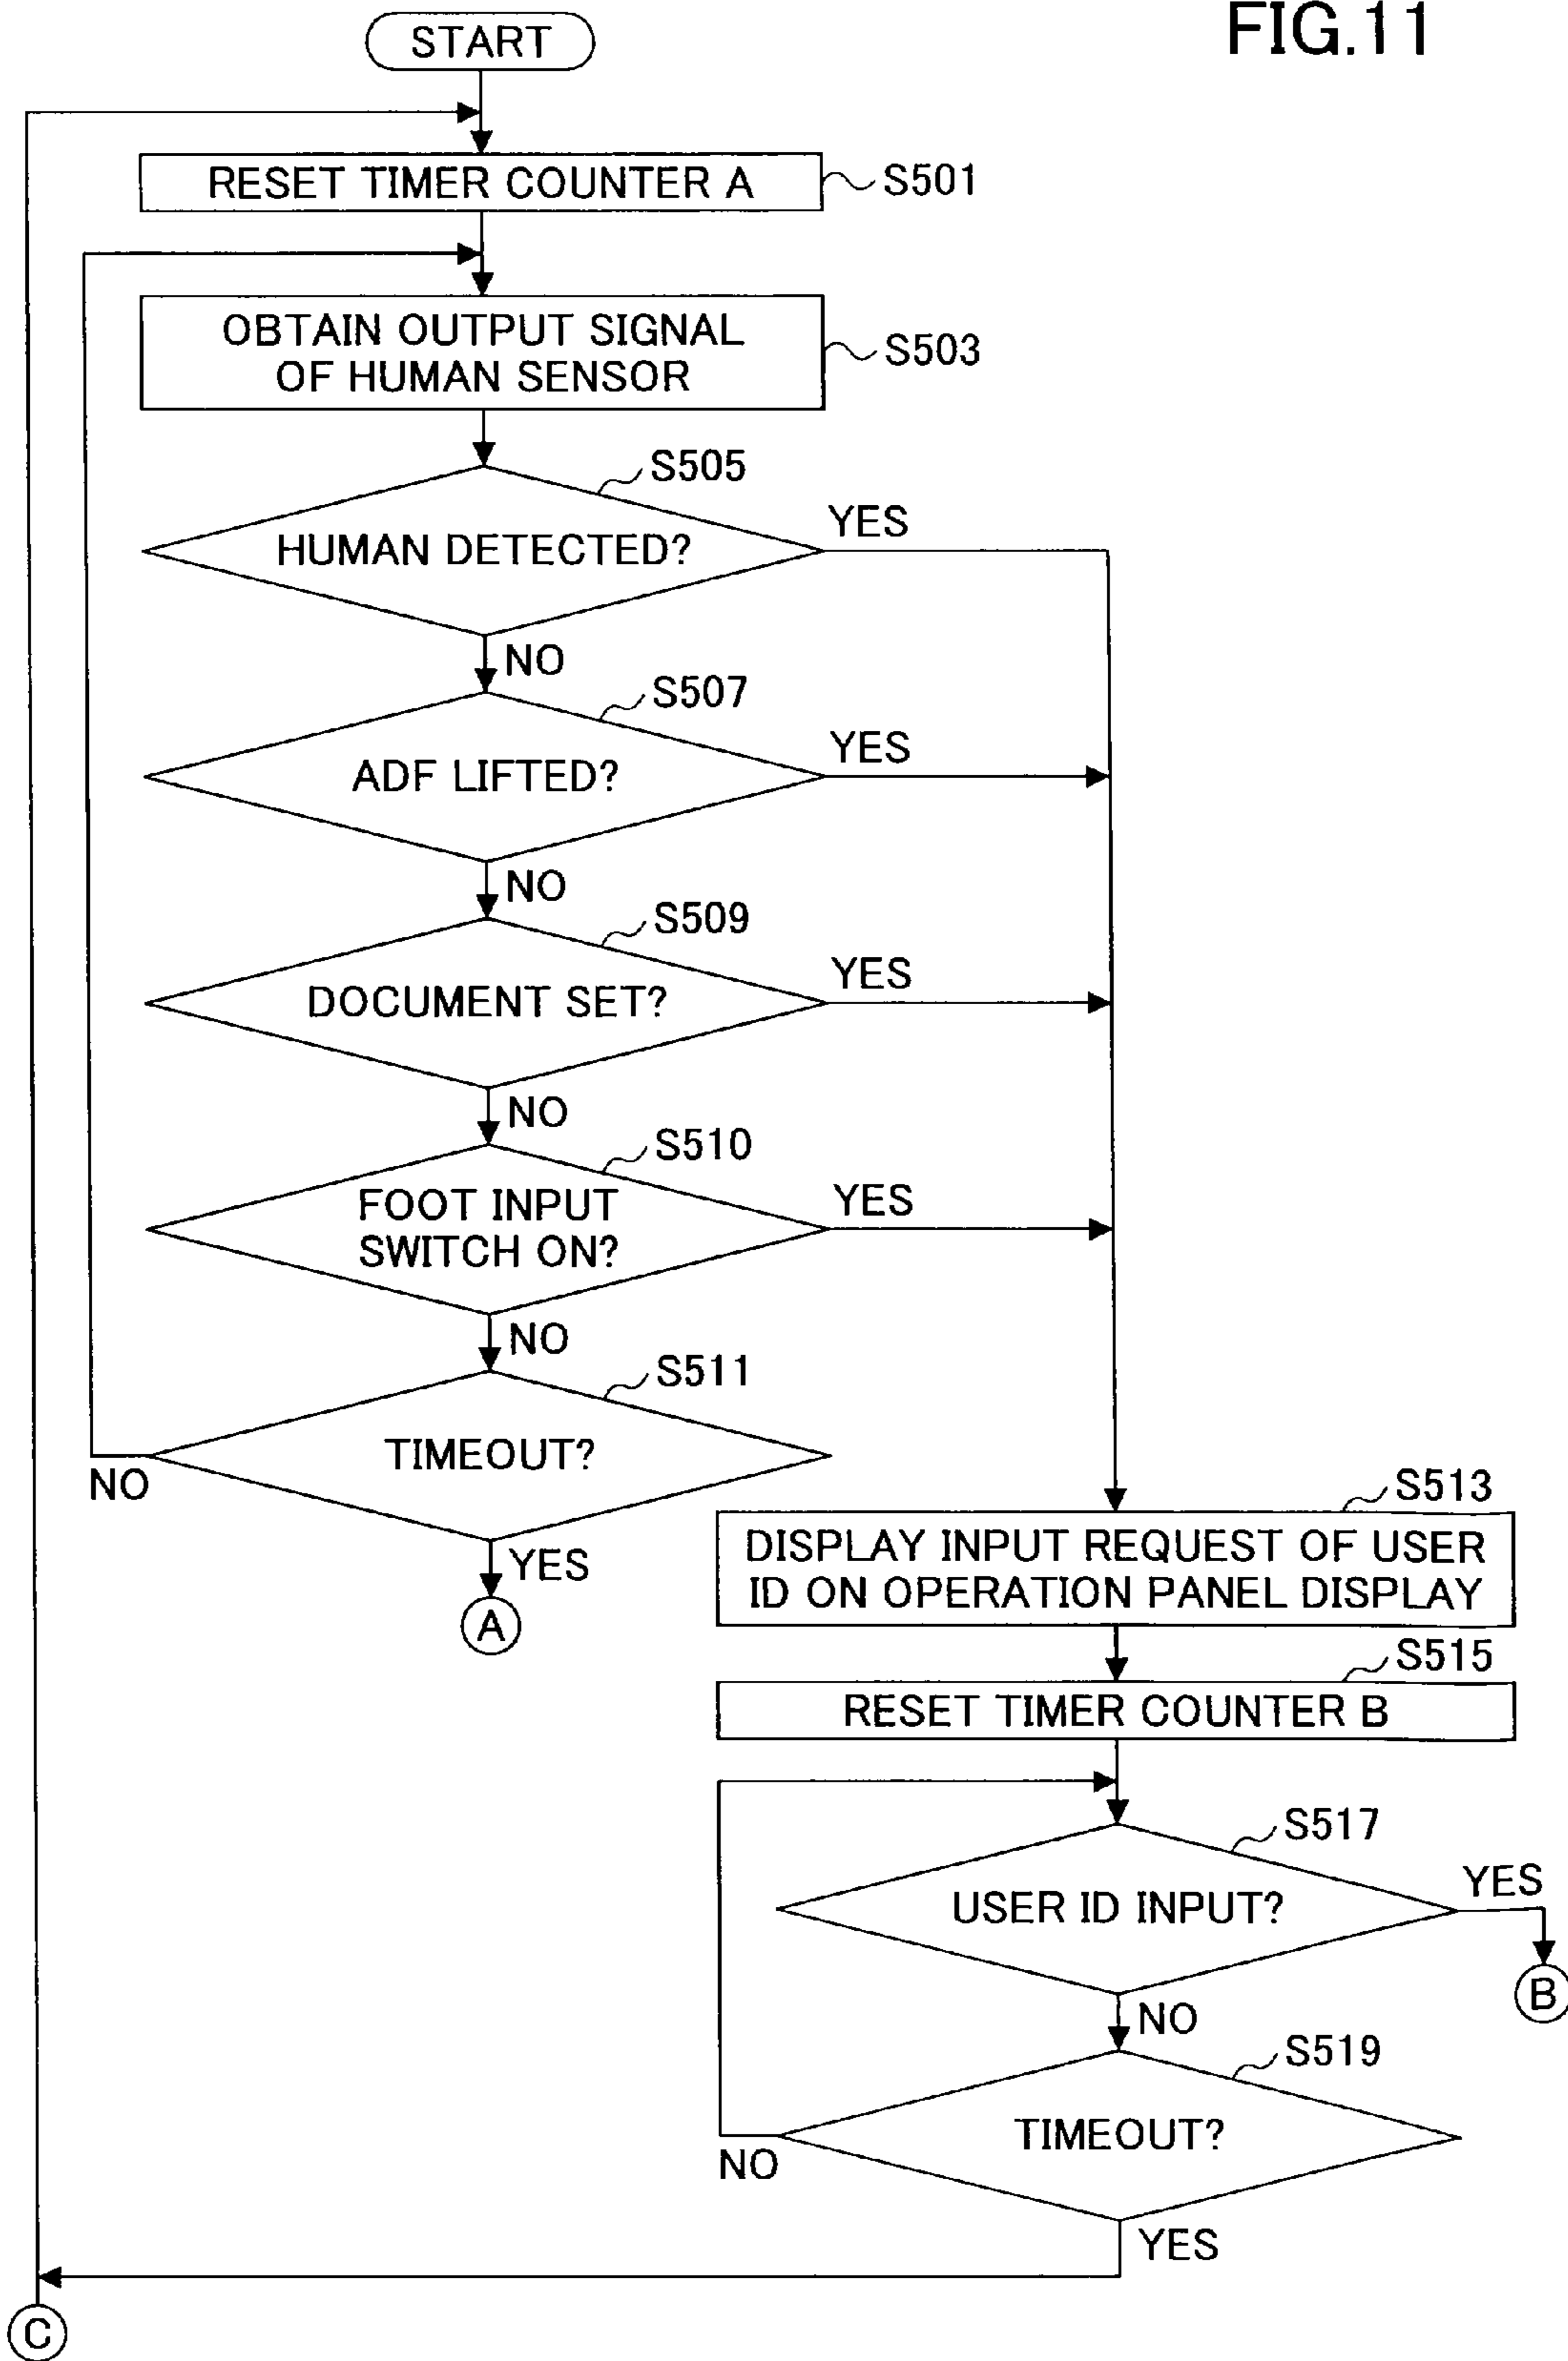 FIG.11
START
RESET TIMER COUNTER A
S501
OBTAIN OUTPUT SIGNAL
OF HUMAN SENSOR
S503
S505
HUMAN DETECTED?
YES
NO
S507
ADF LIFTED?
YES
NO
S509
DOCUMENT SET?
YES
NO
S510
FOOT INPUT
SWITCH ON?
YES
NO
S511
TIMEOUT?
NO
YES
A
S513
DISPLAY INPUT REQUEST OF USER
ID ON OPERATION PANEL DISPLAY
S515
RESET TIMER COUNTER B
S517
USER ID INPUT?
YES
B
NO
S519
TIMEOUT?
NO
YES
C